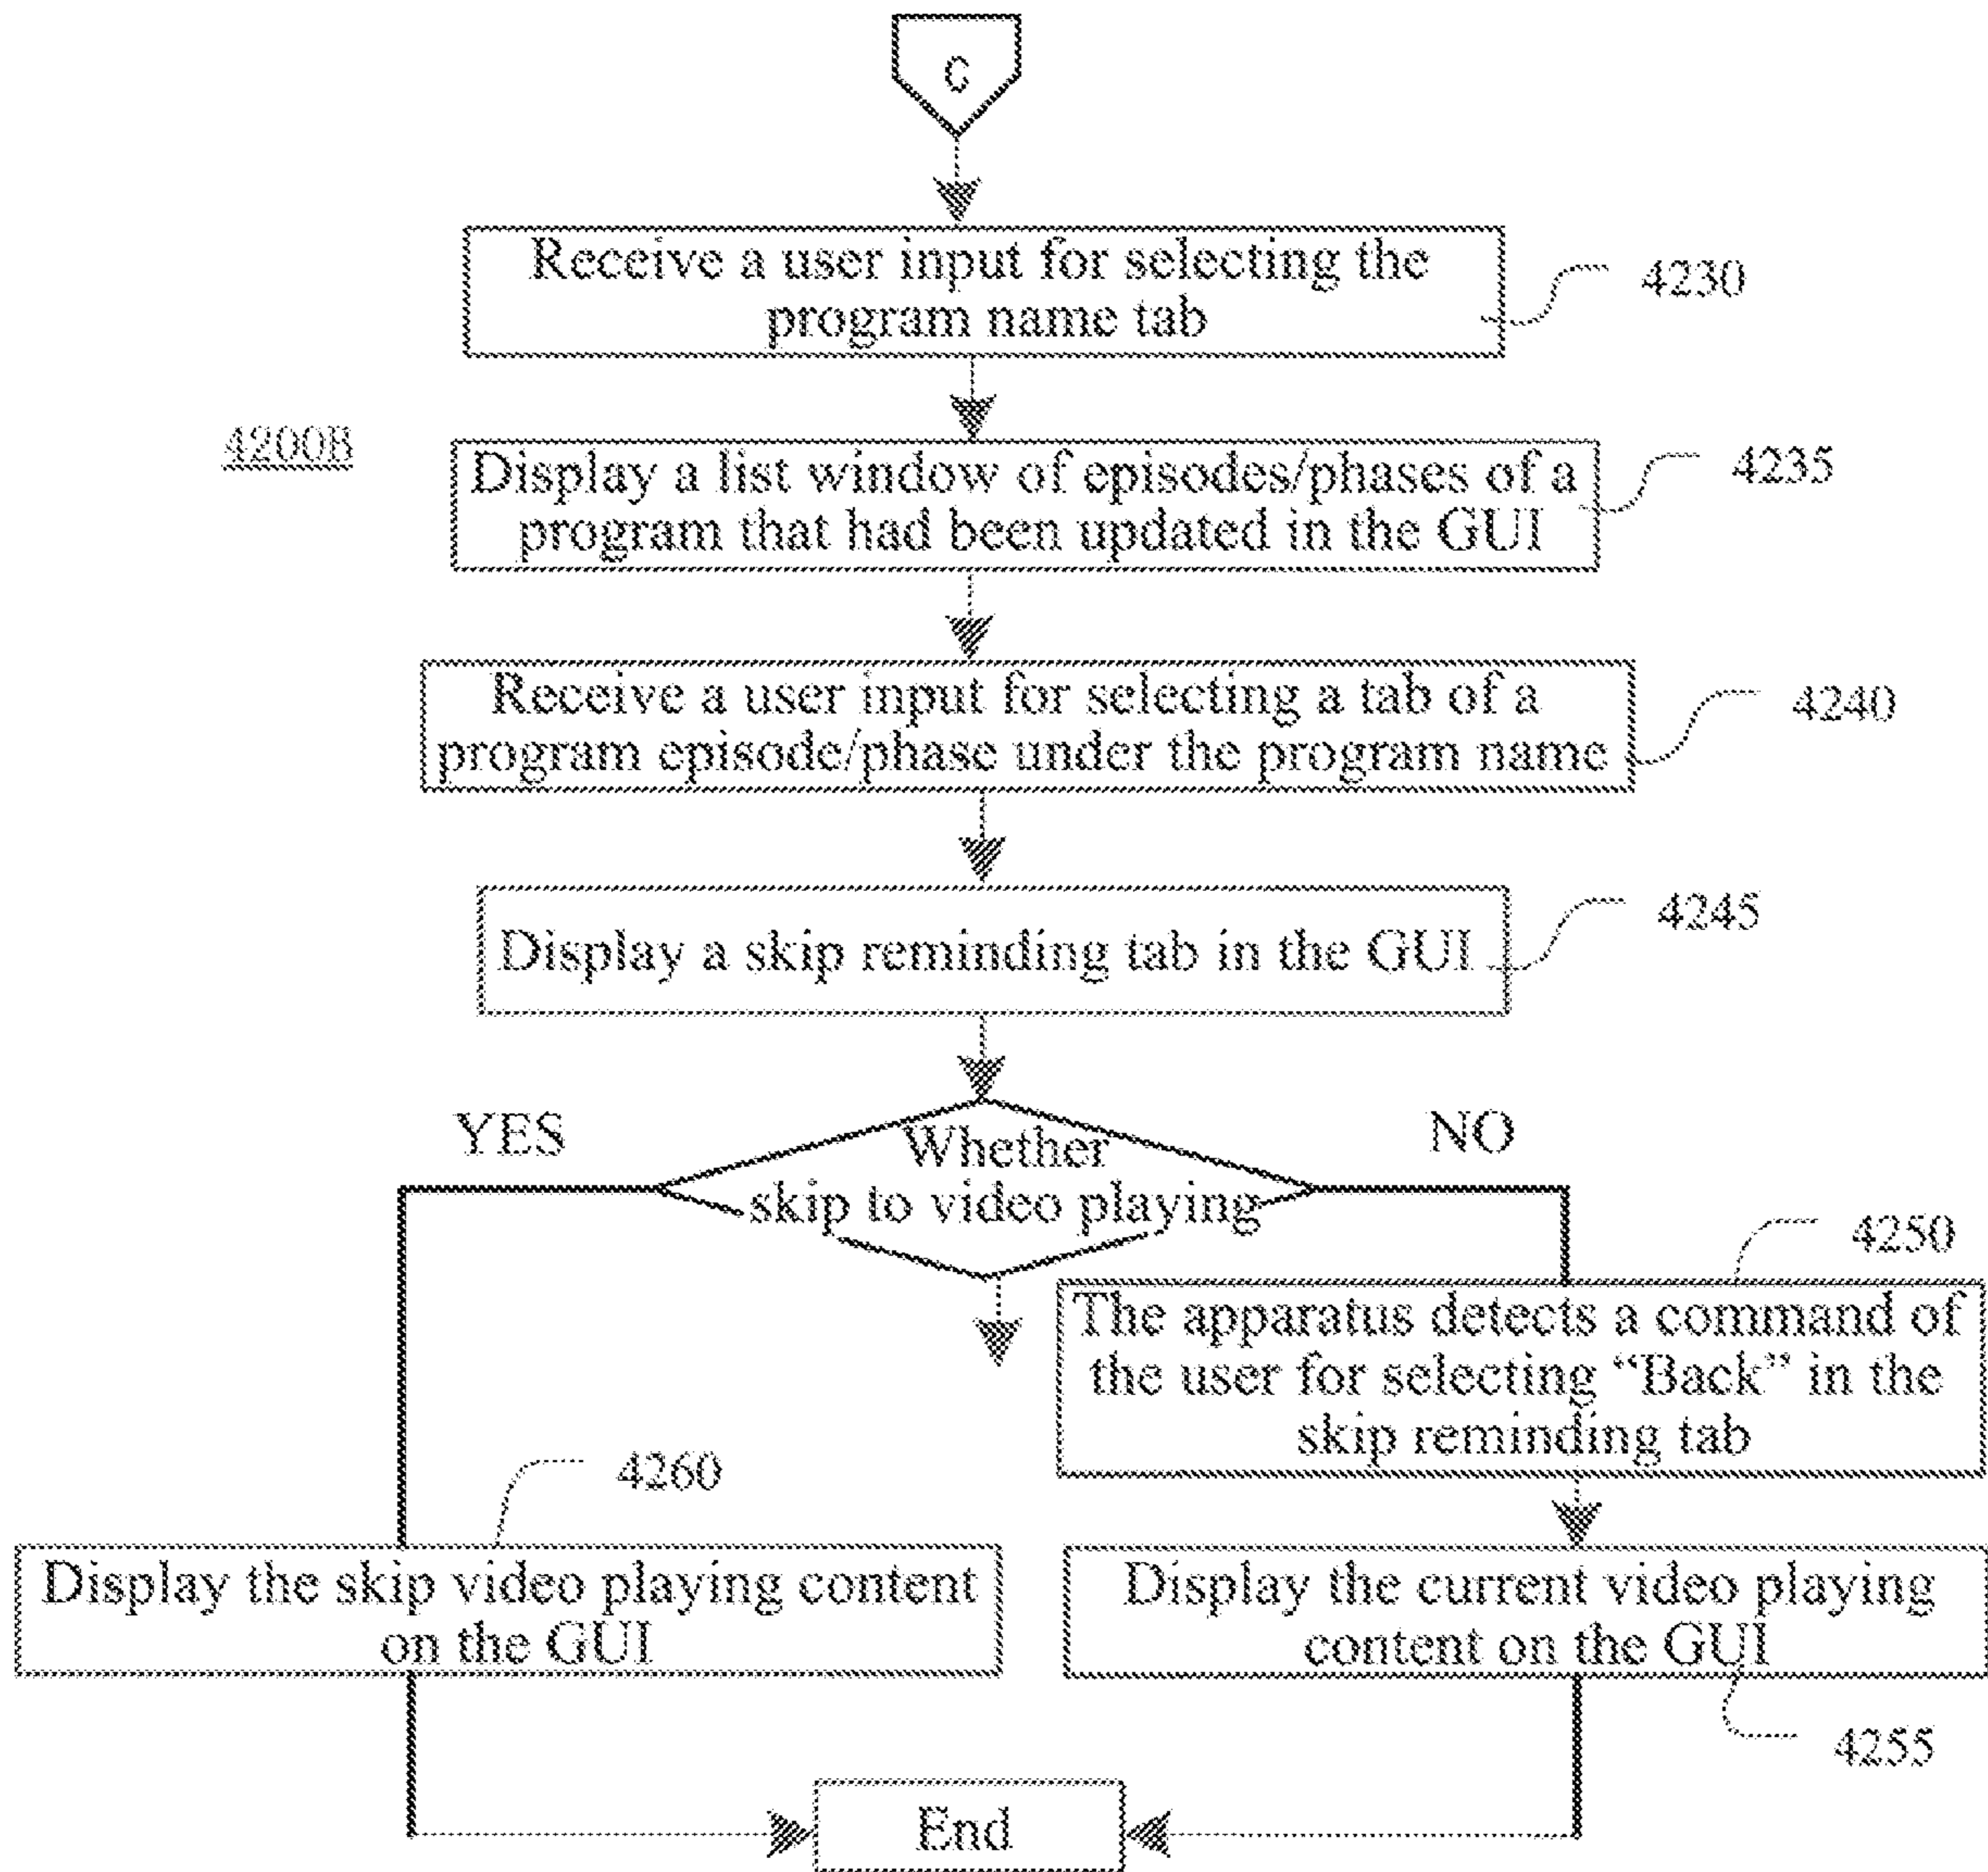 C
Receive a user input for selecting the
program name tab
4230
4200B
Display a list window of episodes/phases of a
program that had been updated in the GUI
4235
Receive a user input for selecting a tab of a
program episode/phase under the program name
4240
Display a skip reminding tab in the GUI
4245
YES
Whether
skip to video playing
NO
4250
The apparatus detects a command of
the user for selecting “Back” in the
skip reminding tab
4260
Display the skip video playing content
on the GUI
Display the current video playing
content on the GUI
4255
End